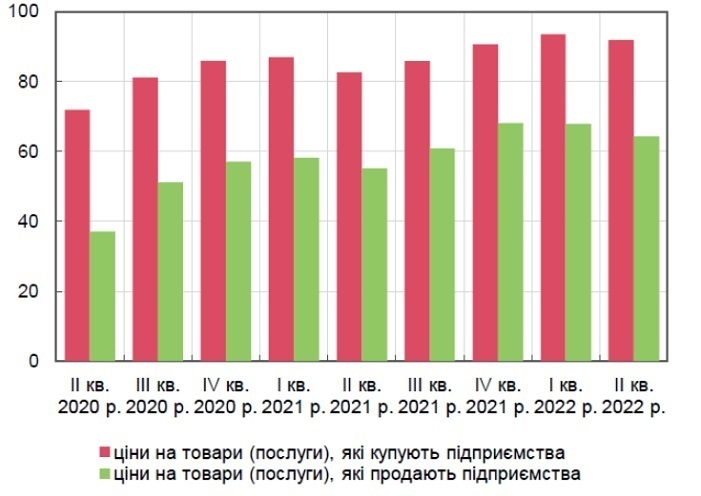 100
80
60
40
20
0
II кв. III кв. IV кв. I кв. II кв. III кв. IV кв. I кв. II кв.
2020 р. 2020 р. 2020 р. 2021 р. 2021 р. 2021 р. 2021 р. 2022 р. 2022 р.
ціни на товари (послуги), які купують підприємства
ціни на товари (послуги), які продають підприємства